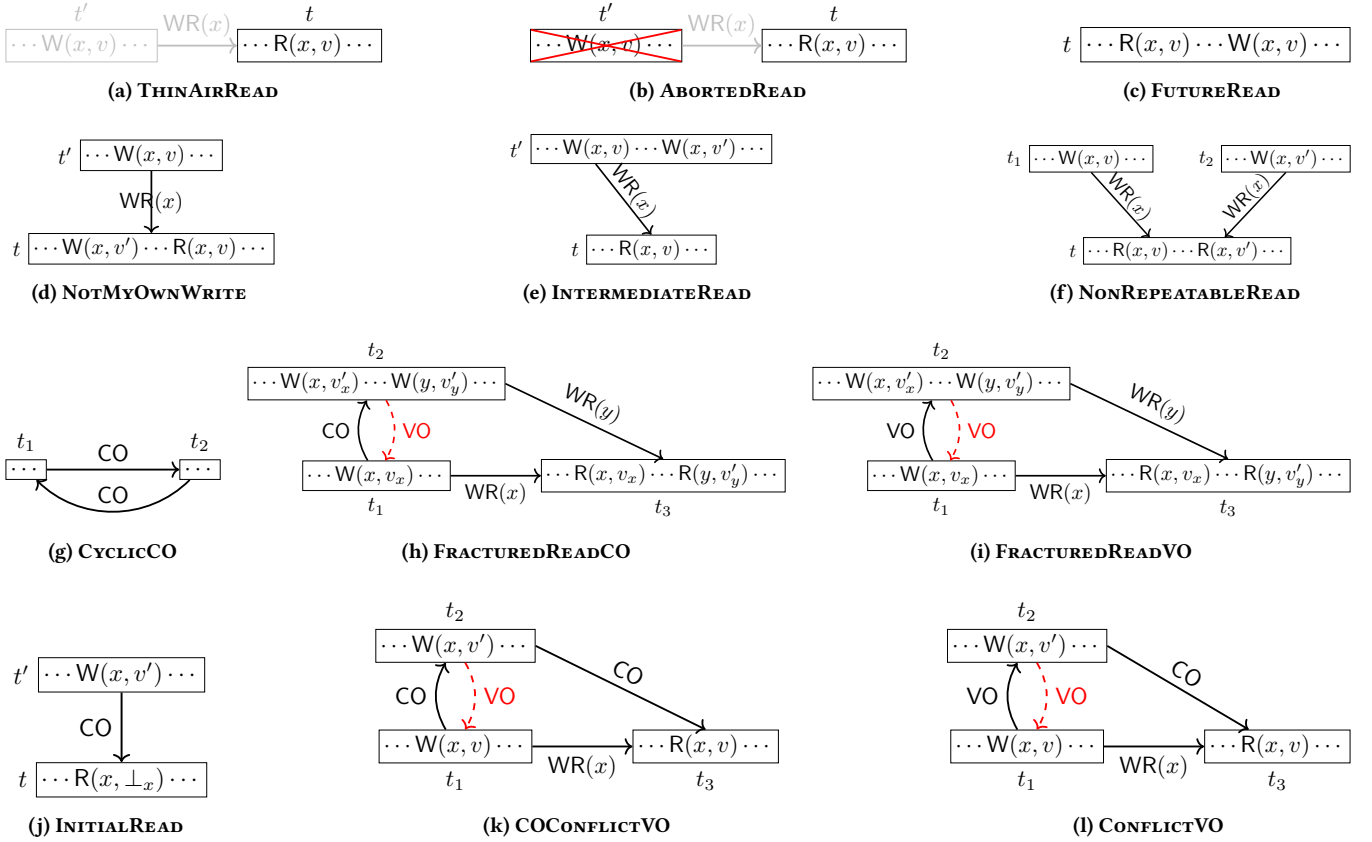 t′ t t′ t
··· W(x, v) ··· WR(x) ··· R(x, v) ··· ··· W(x, v) ··· WR(x) ··· R(x, v) ··· t ··· R(x, v) ··· W(x, v) ···
(a) ThinAirRead (b) AbortedRead (c) FutureRead
t′ ··· W(x, v) ··· t′ ··· W(x, v) ··· W(x, v′) ··· t₁ ··· W(x, v) ··· t₂ ··· W(x, v′) ···
WR(x) WR(x) WR(x) WR(x)
t ··· W(x, v′) ··· R(x, v) ··· ··· R(x, v) ··· t ··· R(x, v) ··· R(x, v′) ···
(d) NotMyOwnWrite (e) IntermediateRead (f) NonRepeatableRead
t₂ t₂
··· W(x, v′ₓ) ··· W(y, v′ᵧ) ··· ··· W(x, v′ₓ) ··· W(y, v′ᵧ) ···
WR(y) WR(y)
t₁ CO t₂ CO VO VO VO
··· ··· ··· W(x, vₓ) ··· WR(x) ··· R(x, vₓ) ··· R(y, v′ᵧ) ··· ··· W(x, vₓ) ··· WR(x) ··· R(x, vₓ) ··· R(y, v′ᵧ) ···
CO t₁ t₃ t₁ t₃
(g) CyclicCO (h) FracturedReadCO (i) FracturedReadVO
t₂ t₂
t′ ··· W(x, v′) ··· ··· W(x, v′) ··· ··· W(x, v′) ···
CO CO VO CO VO VO CO
t ··· R(x, ⊥ₓ) ··· ··· W(x, v) ··· WR(x) ··· R(x, v) ··· ··· W(x, v) ··· WR(x) ··· R(x, v) ···
t₁ t₃ t₁ t₃
(j) InitialRead (k) COConflictVO (l) ConflictVO